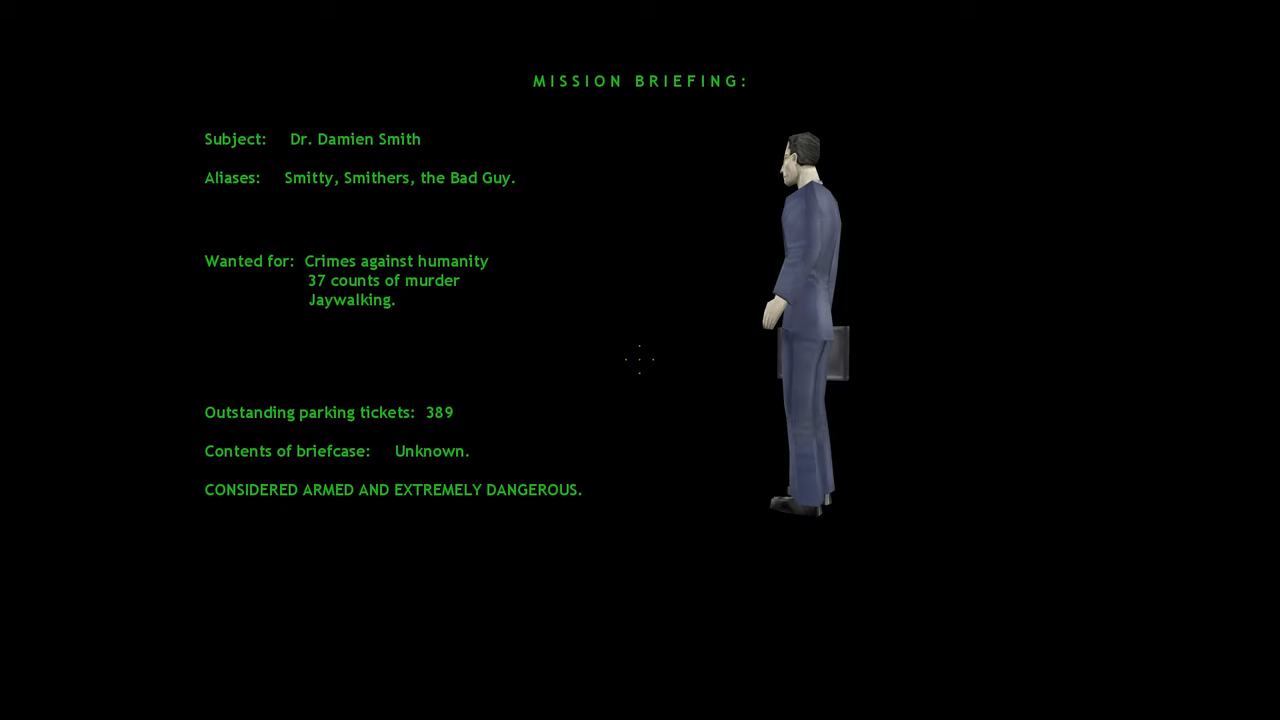 MISSION BRIEFING:
Subject: Dr. Damien Smith
Aliases: Smitty, Smithers, the Bad Guy.
Wanted for: Crimes against humanity
37 counts of murder
Jaywalking.
Outstanding parking tickets: 389
Contents of briefcase: Unknown.
CONSIDERED ARMED AND EXTREMELY DANGEROUS.